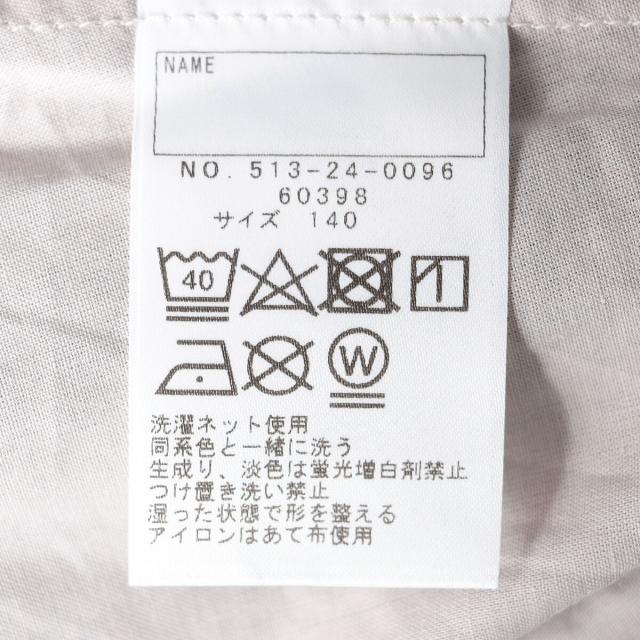 NAME
NO. 513-24-0096
60398
サイズ 140
40
W
洗濯ネット使用
同系色と一緒に洗う
生成り、淡色は蛍光増白剤禁止
つけ置き洗い禁止
湿った状態で形を整える
アイロンはあて布使用